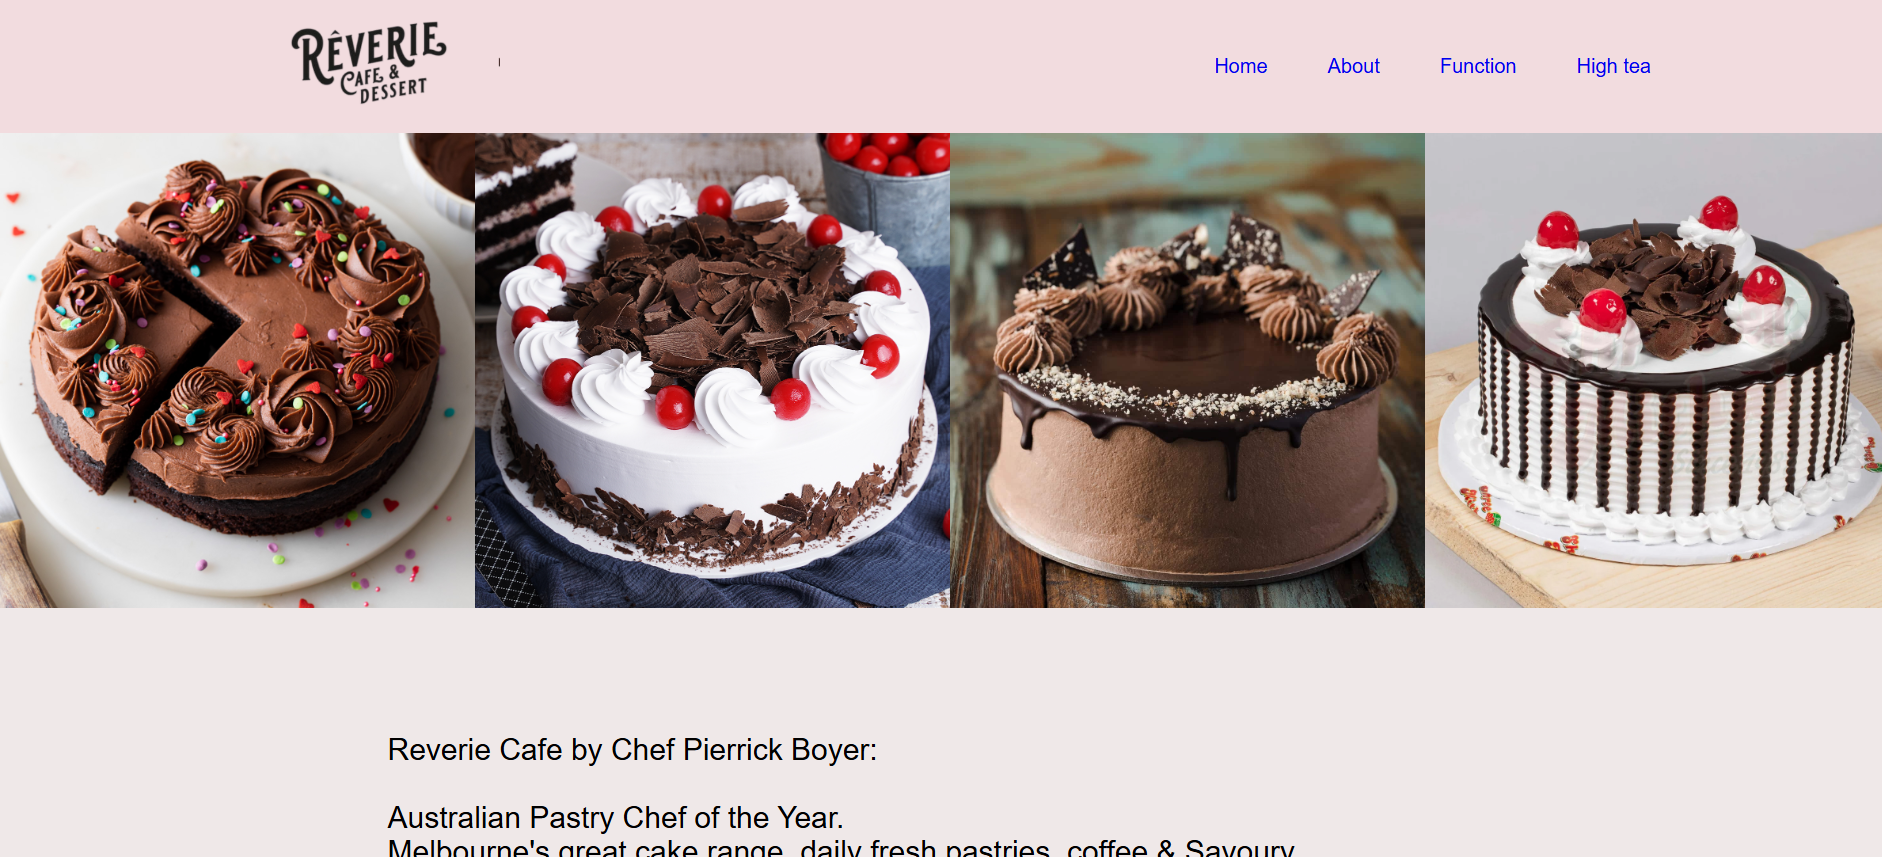 RÊVERIE
CAFE &
DESSERT
Home About Function High tea
Reverie Cafe by Chef Pierrick Boyer:
Australian Pastry Chef of the Year.
Melbourne's great cake range, daily fresh pastries, coffee & Savoury